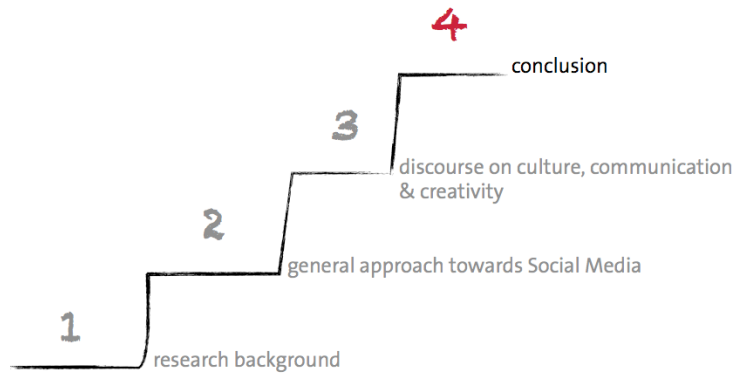 4
conclusion
3
discourse on culture, communication
& creativity
2
general approach towards Social Media
1
research background